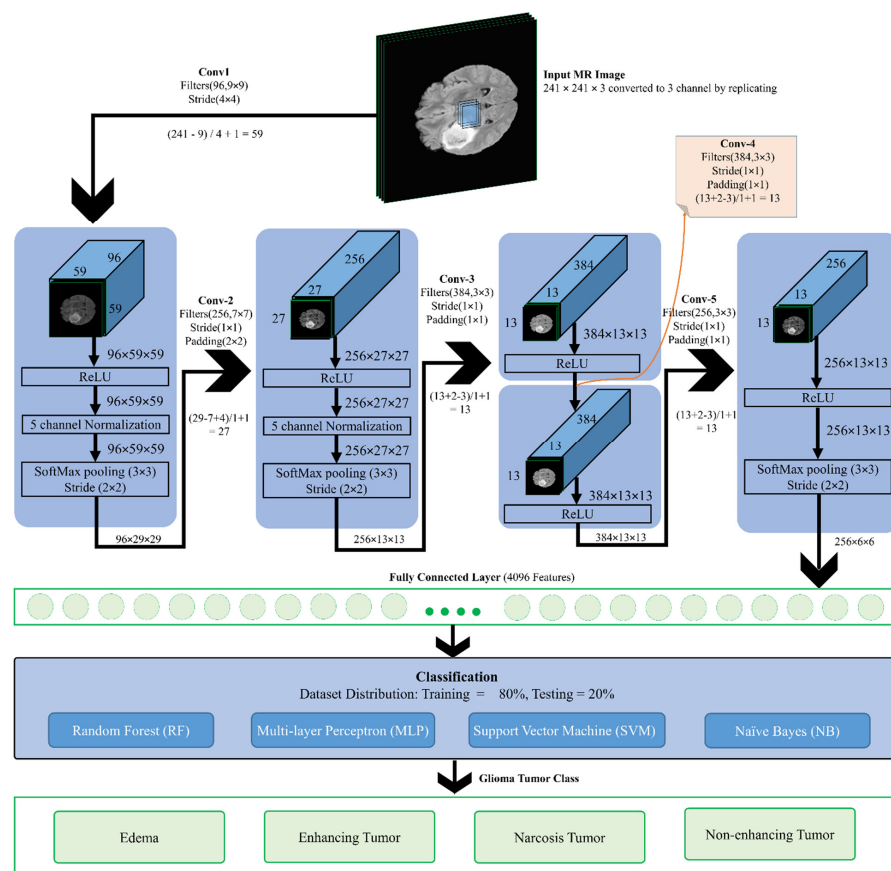 Conv1
Filters(96,9×9)
Stride(4×4)
(241 - 9) / 4 + 1 = 59
Input MR Image
241 × 241 × 3 converted to 3 channel by replicating
Conv-4
Filters(384,3×3)
Stride(1×1)
Padding(1×1)
(13+2-3)/1+1 = 13
59
96
59
96×59×59
ReLU
96×59×59
5 channel Normalization
96×59×59
SoftMax pooling (3×3)
Stride (2×2)
96×29×29
Conv-2
Filters(256,7×7)
Stride(1×1)
Padding(2×2)
(29-7+4)/1+1
= 27
256
27
27
256×27×27
ReLU
256×27×27
5 channel Normalization
256×27×27
SoftMax pooling (3×3)
Stride (2×2)
256×13×13
Conv-3
Filters(384,3×3)
Stride(1×1)
Padding(1×1)
(13+2-3)/1+1
= 13
384
13
13
384×13×13
ReLU
384
13
13
384×13×13
ReLU
384×13×13
Conv-5
Filters(256,3×3)
Stride(1×1)
Padding(1×1)
(13+2-3)/1+1
= 13
256
13
13
256×13×13
ReLU
256×13×13
SoftMax pooling (3×3)
Stride (2×2)
256×6×6
Fully Connected Layer (4096 Features)
Classification
Dataset Distribution: Training = 80%, Testing = 20%
Random Forest (RF)
Multi-layer Perceptron (MLP)
Support Vector Machine (SVM)
Naïve Bayes (NB)
Glioma Tumor Class
Edema
Enhancing Tumor
Narcosis Tumor
Non-enhancing Tumor